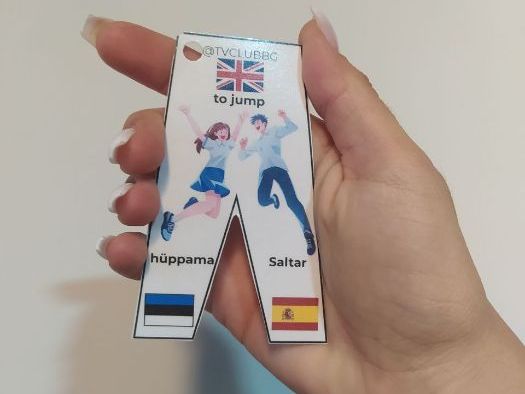 @TVCLUBBG
to jump
hüppama
Saltar